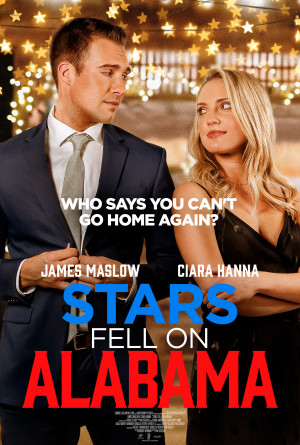 WHO SAYS YOU CAN'T
GO HOME AGAIN?
JAMES MASLOW CIARA HANNA
STARS
FELL ON
ALABAMA